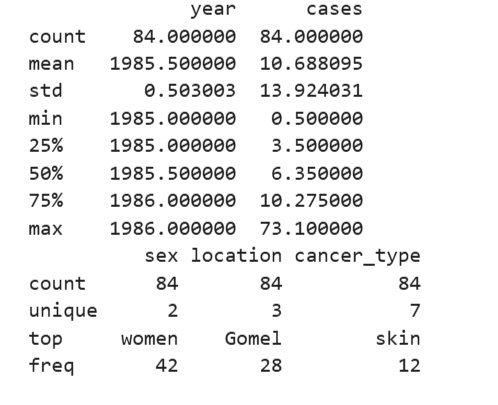 year cases
count 84.000000 84.000000
mean 1985.500000 10.688095
std 0.503003 13.924031
min 1985.000000 0.500000
25% 1985.000000 3.500000
50% 1985.500000 6.350000
75% 1986.000000 10.275000
max 1986.000000 73.100000
sex location cancer_type
count 84 84 84
unique 2 3 7
top women Gomel skin
freq 42 28 12